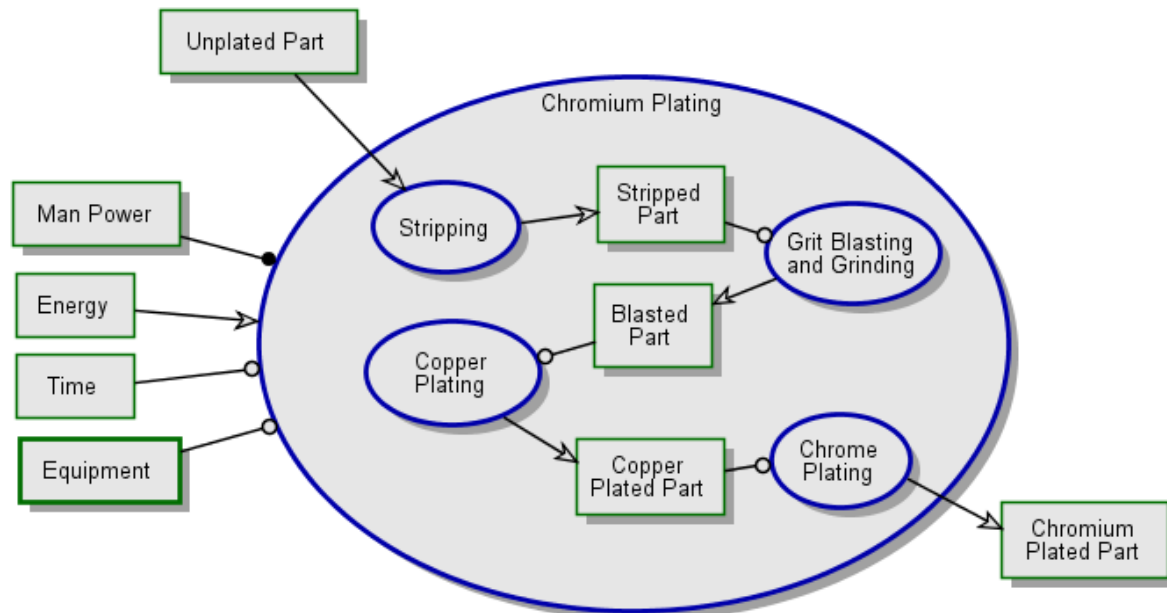 Unplated Part
Chromium Plating
Man Power
Stripping
Stripped
Part
Grit Blasting
and Grinding
Energy
Blasted
Part
Time
Copper
Plating
Equipment
Copper
Plated Part
Chrome
Plating
Chromium
Plated Part